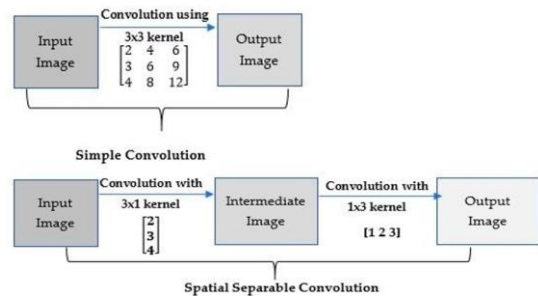 Convolution using
3x3 kernel
Input
Image
[2 4 6
3 6 9
4 8 12]
Output
Image
Simple Convolution
Input
Image
Convolution with
3x1 kernel
[2
3
4]
Intermediate
Image
Convolution with
1x3 kernel
[1 2 3]
Output
Image
Spatial Separable Convolution